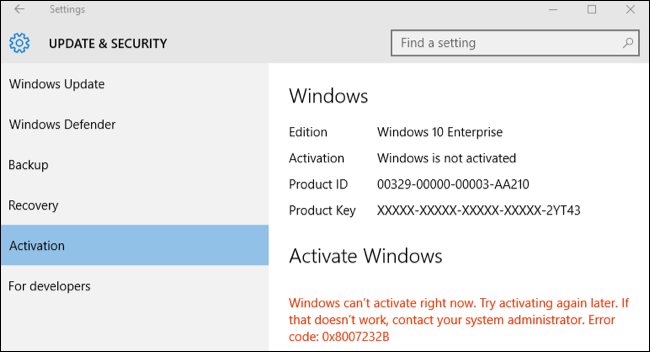 Settings
UPDATE & SECURITY
Find a setting
Windows Update
Windows Defender
Backup
Recovery
Activation
For developers
Windows
Edition Windows 10 Enterprise
Activation Windows is not activated
Product ID 00329-00000-00003-AA210
Product Key XXXXX-XXXXX-XXXXX-XXXXX-2YT43
Activate Windows
Windows can't activate right now. Try activating again later. If
that doesn't work, contact your system administrator. Error
code: 0x8007232B